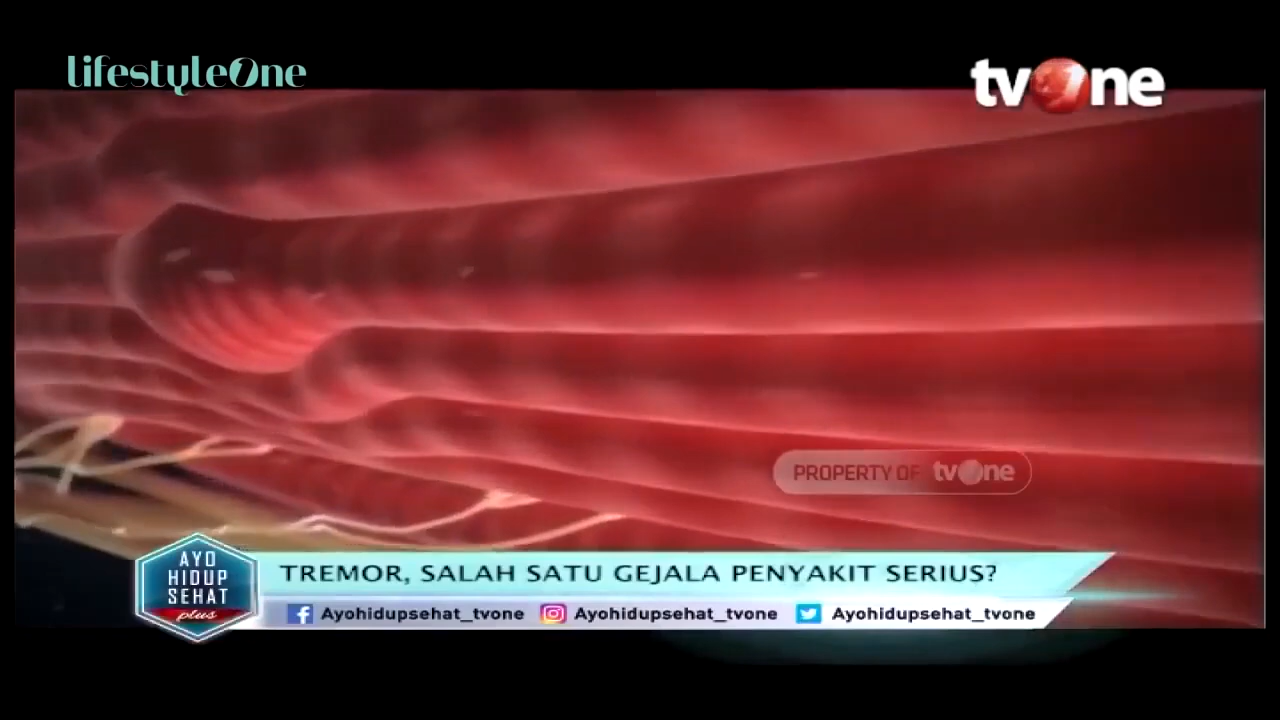 lifestyleOne
tvOne
PROPERTY OF tvOne
AYO
HIDUP
SEHAT
plus
TREMOR, SALAH SATU GEJALA PENYAKIT SERIUS?
Ayohidupsehat_tvone Ayohidupsehat_tvone Ayohidupsehat_tvone